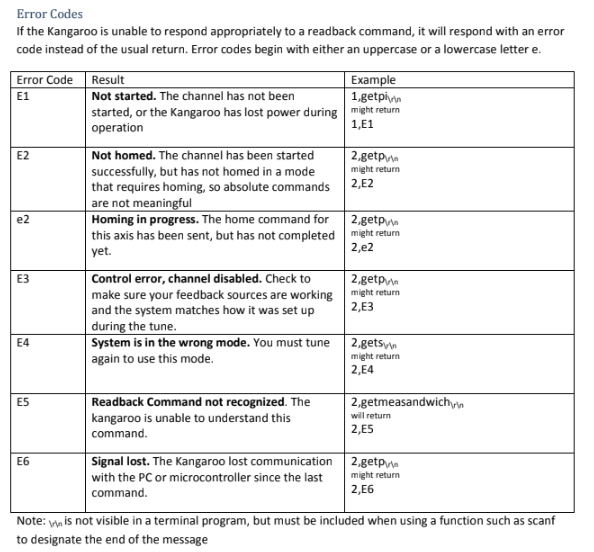 Error Codes
If the Kangaroo is unable to respond appropriately to a readback command, it will respond with an error
code instead of the usual return. Error codes begin with either an uppercase or a lowercase letter e.
Error Code Result Example
E1 Not started. The channel has not been
started, or the Kangaroo has lost power during
operation
1,getpi\r\n
might return
1,E1
E2 Not homed. The channel has been started
successfully, but has not homed in a mode
that requires homing, so absolute commands
are not meaningful
2,getp\r\n
might return
2,E2
e2 Homing in progress. The home command for
this axis has been sent, but has not completed
yet.
2,getp\r\n
might return
2,e2
E3 Control error, channel disabled. Check to
make sure your feedback sources are working
and the system matches how it was set up
during the tune.
2,getp\r\n
might return
2,E3
E4 System is in the wrong mode. You must tune
again to use this mode.
2,gets\r\n
might return
2,E4
E5 Readback Command not recognized. The
kangaroo is unable to understand this
command.
2,getmeasandwich\r\n
will return
2,E5
E6 Signal lost. The Kangaroo lost communication
with the PC or microcontroller since the last
command.
2,getp\r\n
might return
2,E6
Note: \r\n is not visible in a terminal program, but must be included when using a function such as scanf
to designate the end of the message